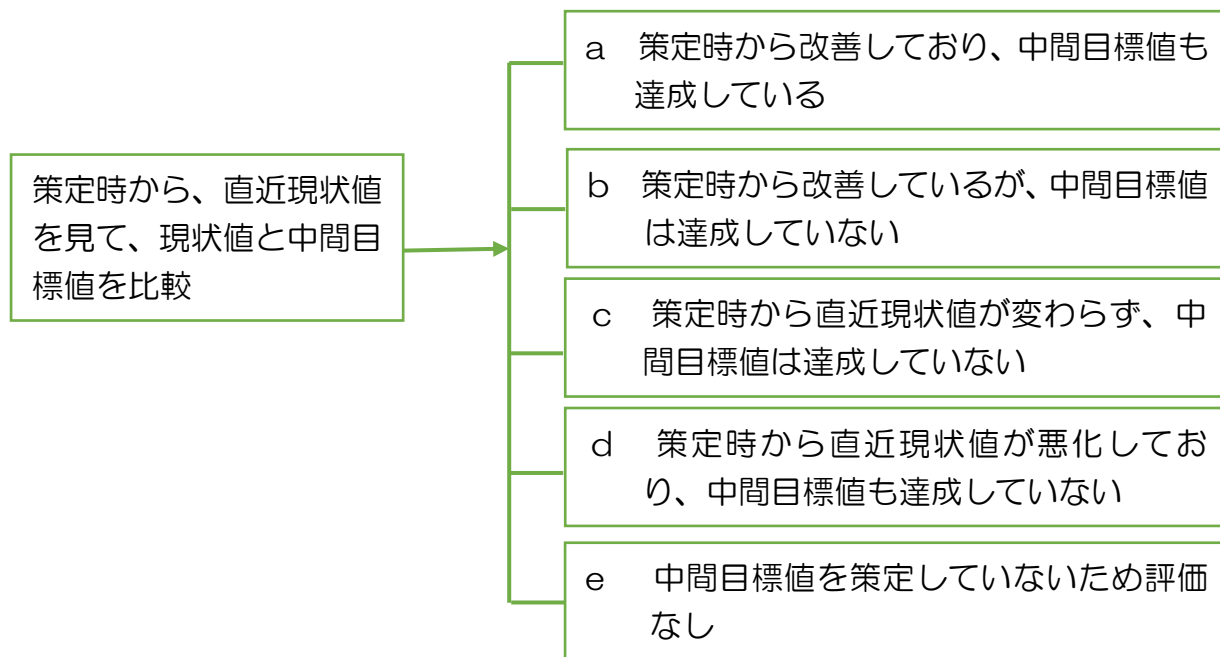 策定時から、直近現状値
を見て、現状値と中間目
標値を比較
a 策定時から改善しており、中間目標値も
達成している
b 策定時から改善しているが、中間目標値
は達成していない
c 策定時から直近現状値が変わらず、中
間目標値は達成していない
d 策定時から直近現状値が悪化してお
り、中間目標値も達成していない
e 中間目標値を策定していないため評価
なし